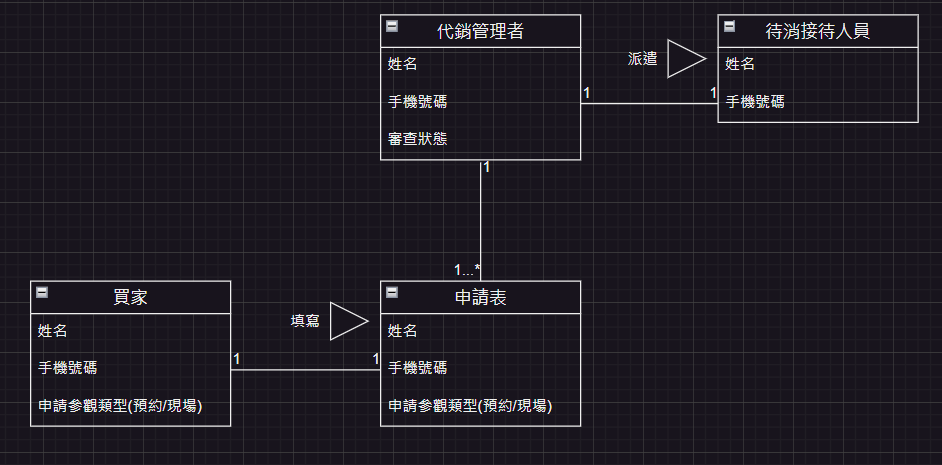 代銷管理者
姓名
手機號碼
審查狀態
派遣
1
1
待消接待人員
姓名
手機號碼
1
1...*
買家
姓名
手機號碼
申請參觀類型(預約/現場)
填寫
1
1
申請表
姓名
手機號碼
申請參觀類型(預約/現場)